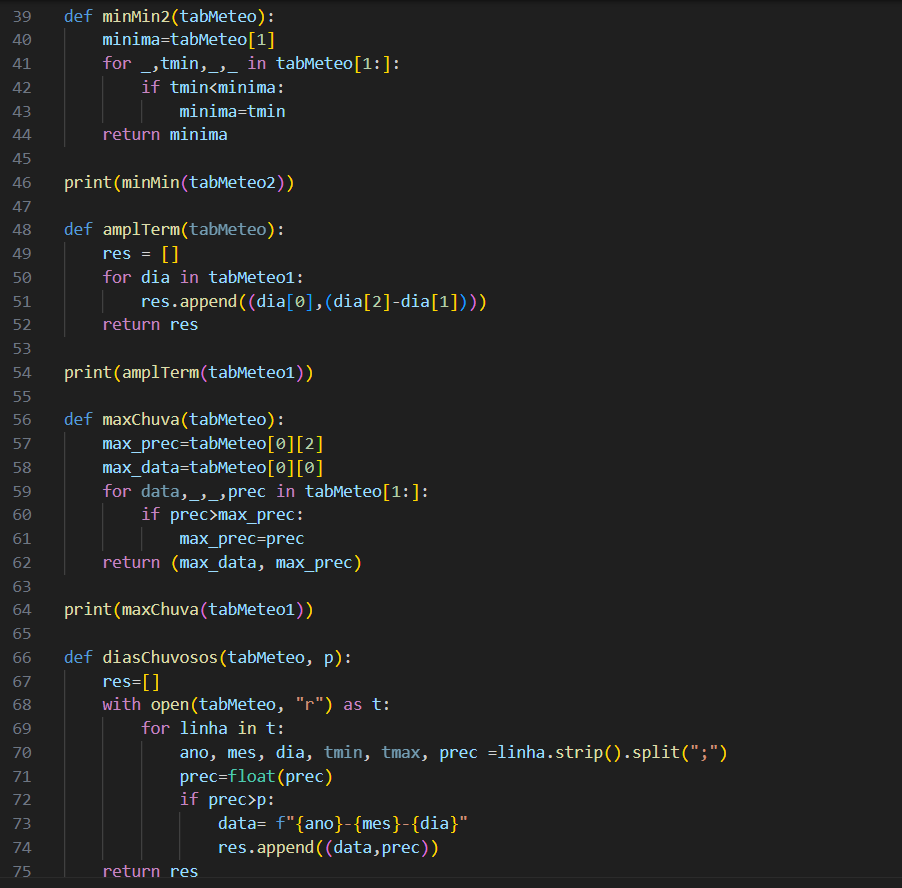 39 def minMin2(tabMeteo):
40     minima=tabMeteo[1]
41     for _,tmin,_,_ in tabMeteo[1:]:
42         if tmin<minima:
43             minima=tmin
44     return minima
45
46 print(minMin(tabMeteo2))
47
48 def amplTerm(tabMeteo):
49     res = []
50     for dia in tabMeteo1:
51         res.append((dia[0],(dia[2]-dia[1])))
52     return res
53
54 print(amplTerm(tabMeteo1))
55
56 def maxChuva(tabMeteo):
57     max_prec=tabMeteo[0][2]
58     max_data=tabMeteo[0][0]
59     for data,_,_,prec in tabMeteo[1:]:
60         if prec>max_prec:
61             max_prec=prec
62     return (max_data, max_prec)
63
64 print(maxChuva(tabMeteo1))
65
66 def diasChuvosos(tabMeteo, p):
67     res=[]
68     with open(tabMeteo, "r") as t:
69         for linha in t:
70             ano, mes, dia, tmin, tmax, prec =linha.strip().split(";")
71             prec=float(prec)
72             if prec>p:
73                 data= f"{ano}-{mes}-{dia}"
74                 res.append((data,prec))
75     return res